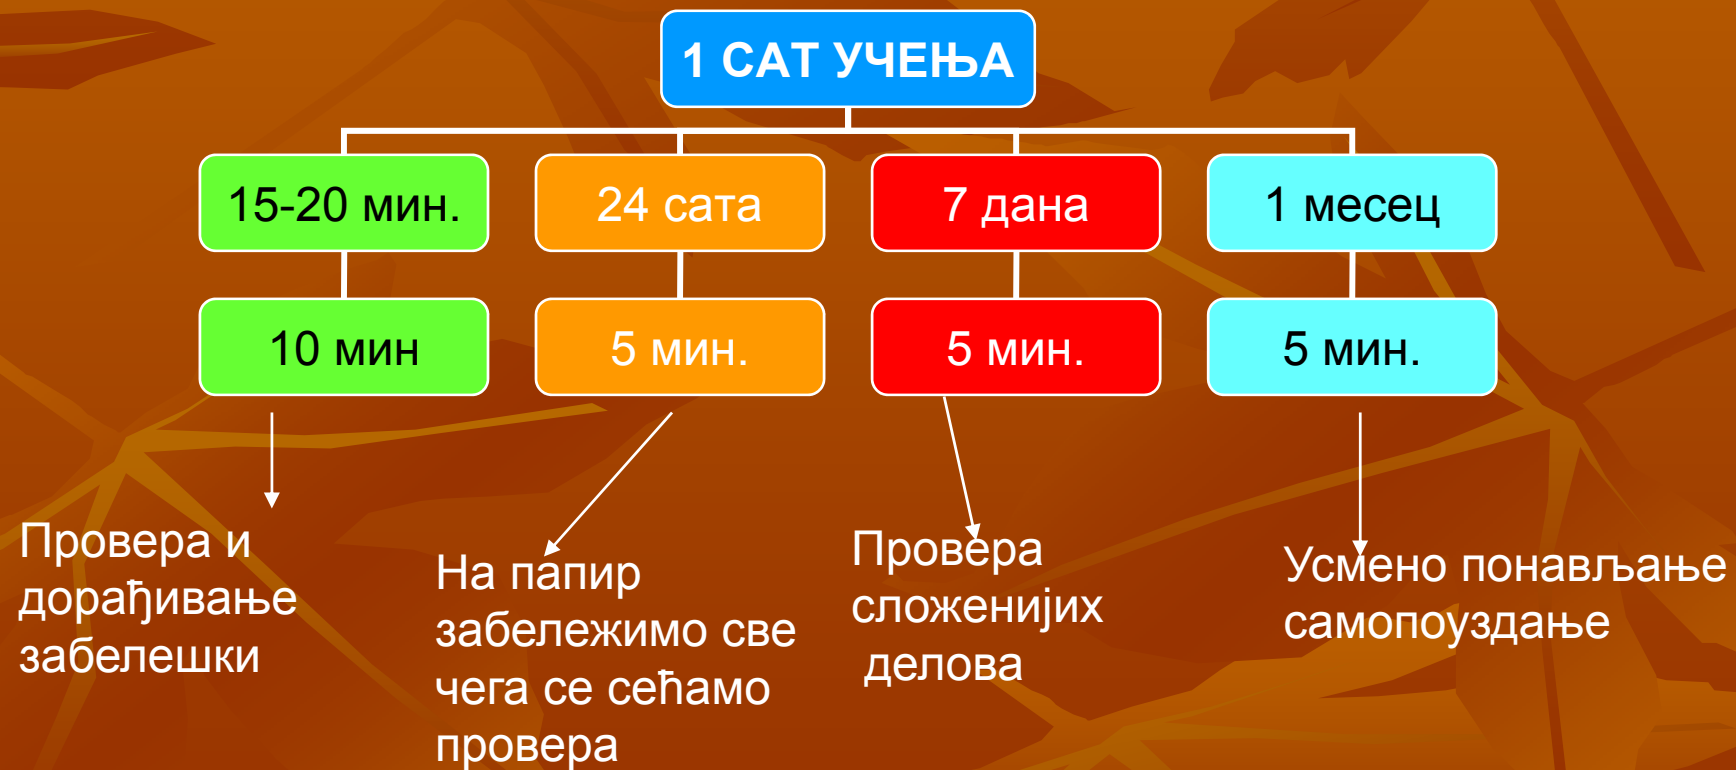 1 САТ УЧЕЊА
15-20 мин.
24 сата
7 дана
1 месец
10 мин
5 мин.
5 мин.
5 мин.
Провера и
дорађивање
забелешки
На папир
забележимо све
чега се сећамо
провера
Провера
сложенијих
делова
Усмено понављање
самопоуздање